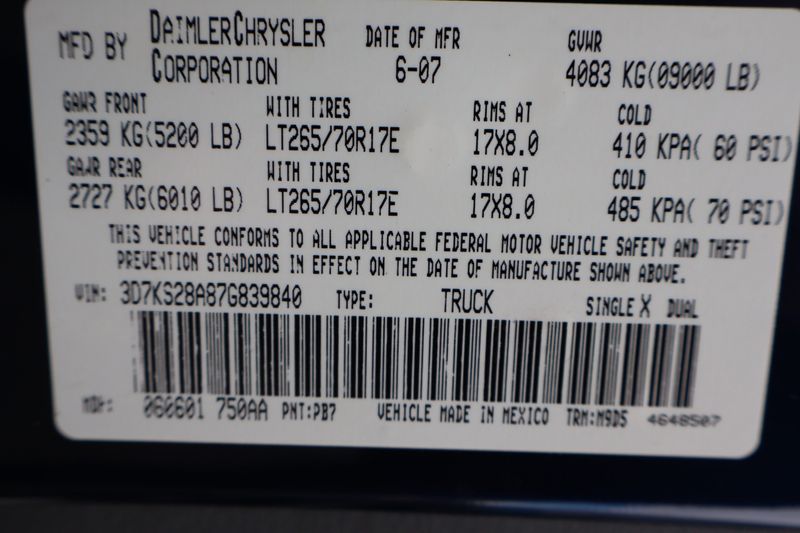 MFD BY DAIMLERCHRYSLER CORPORATION DATE OF MFR 6-07 GVWR 4083 KG(09000 LB)
GAWR FRONT WITH TIRES RIMS AT COLD
2359 KG(5200 LB) LT265/70R17E 17X8.0 410 KPA( 60 PSI)
GAWR REAR WITH TIRES RIMS AT COLD
2727 KG(6010 LB) LT265/70R17E 17X8.0 485 KPA( 70 PSI)
THIS VEHICLE CONFORMS TO ALL APPLICABLE FEDERAL MOTOR VEHICLE SAFETY AND THEFT
PREVENTION STANDARDS IN EFFECT ON THE DATE OF MANUFACTURE SHOWN ABOVE.
VIN: 3D7KS28A87G839840 TYPE: TRUCK SINGLE X DUAL
MDH: 060601 750AA PNT:PB7 VEHICLE MADE IN MEXICO TRM:M9D5 4648507